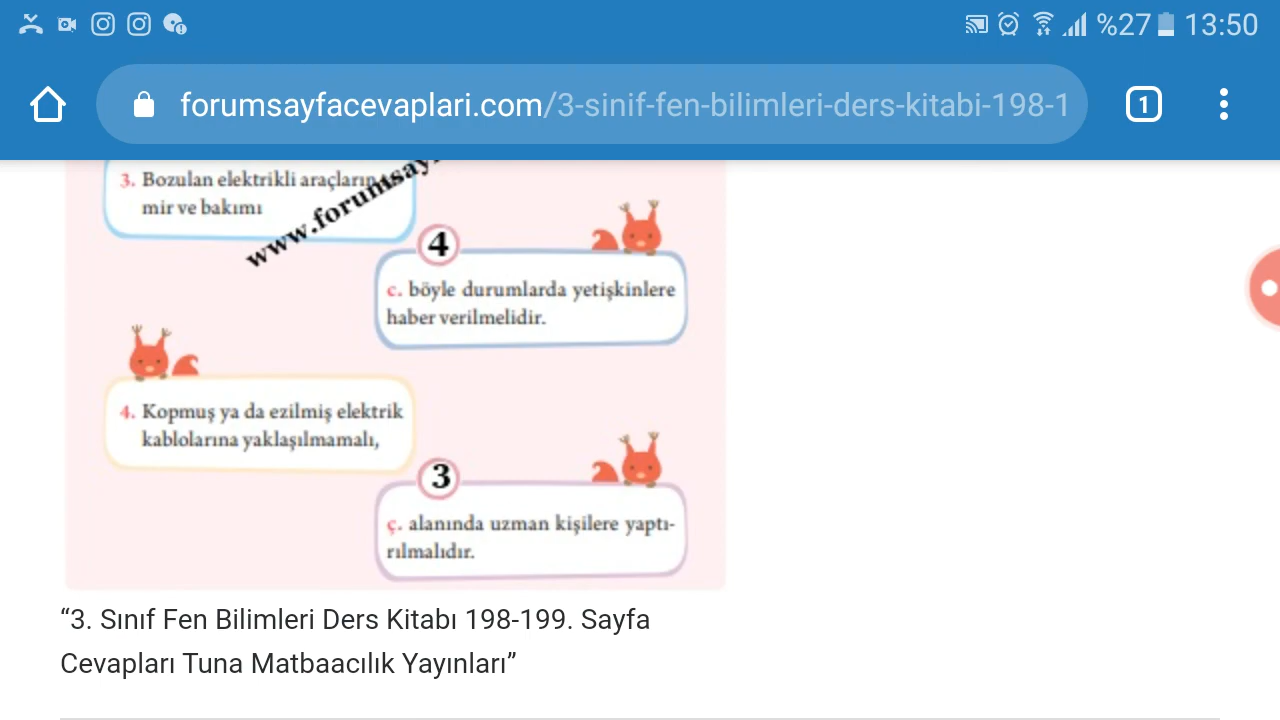 %27 13:50
forumsayfacevaplari.com/3-sinif-fen-bilimleri-ders-kitabi-198-1
1
3. Bozulan elektrikli araçların
mir ve bakımı
www.forumsay
4
c. böyle durumlarda yetişkinlere
haber verilmelidir.
4. Kopmuş ya da ezilmiş elektrik
kablolarına yaklaşılmamalı,
3
ç. alanında uzman kişilere yaptı-
rılmalıdır.
“3. Sınıf Fen Bilimleri Ders Kitabı 198-199. Sayfa
Cevapları Tuna Matbaacılık Yayınları”